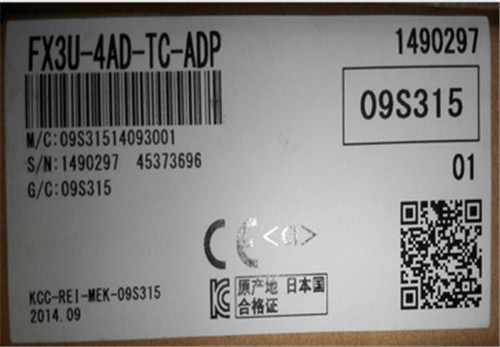 FX3U-4AD-TC-ADP
1490297
09S315
M/C:09S31514093001
S/N:1490297 45373696
G/C:09S315
01
CE <A>
KCC-REI-MEK-09S315
2014.09
原产地 日本国
合格证